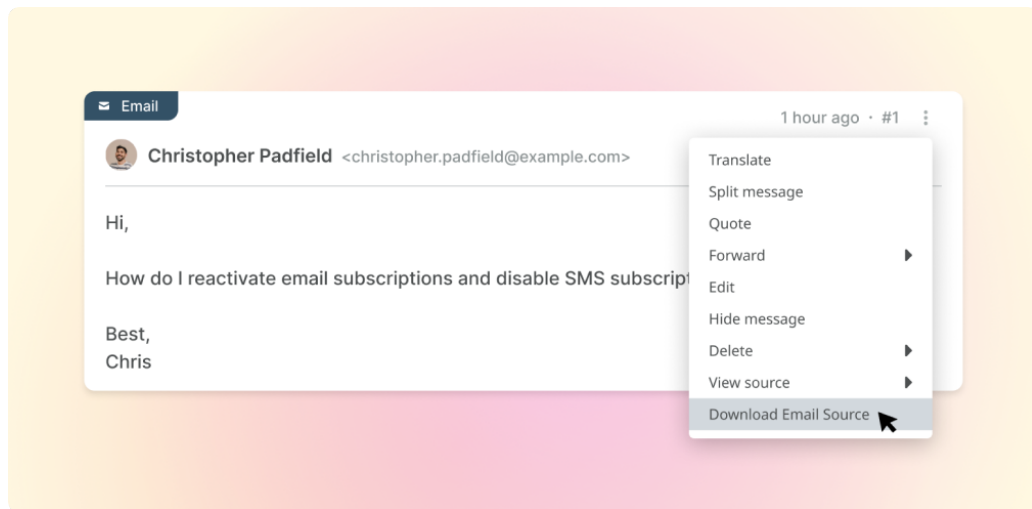 Email
1 hour ago · #1
Christopher Padfield <christopher.padfield@example.com>
Hi,
How do I reactivate email subscriptions and disable SMS
Best,
Chris
Translate
Split message
Quote
Forward
Edit
Hide message
Delete
View source
Download Email Source